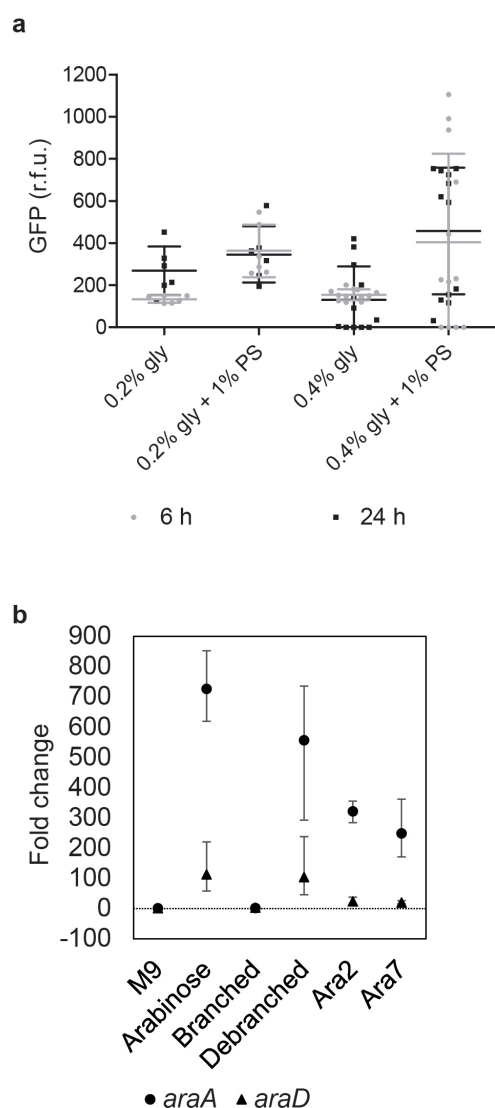 a
GFP (r.f.u.)
1200
1000
800
600
400
200
0
0.2% gly
0.2% gly + 1% PS
0.4% gly
0.4% gly + 1% PS
6 h
24 h
b
Fold change
900
800
700
600
500
400
300
200
100
0
-100
M9
Arabinose
Branched
Debranched
Ara2
Ara7
araA
araD